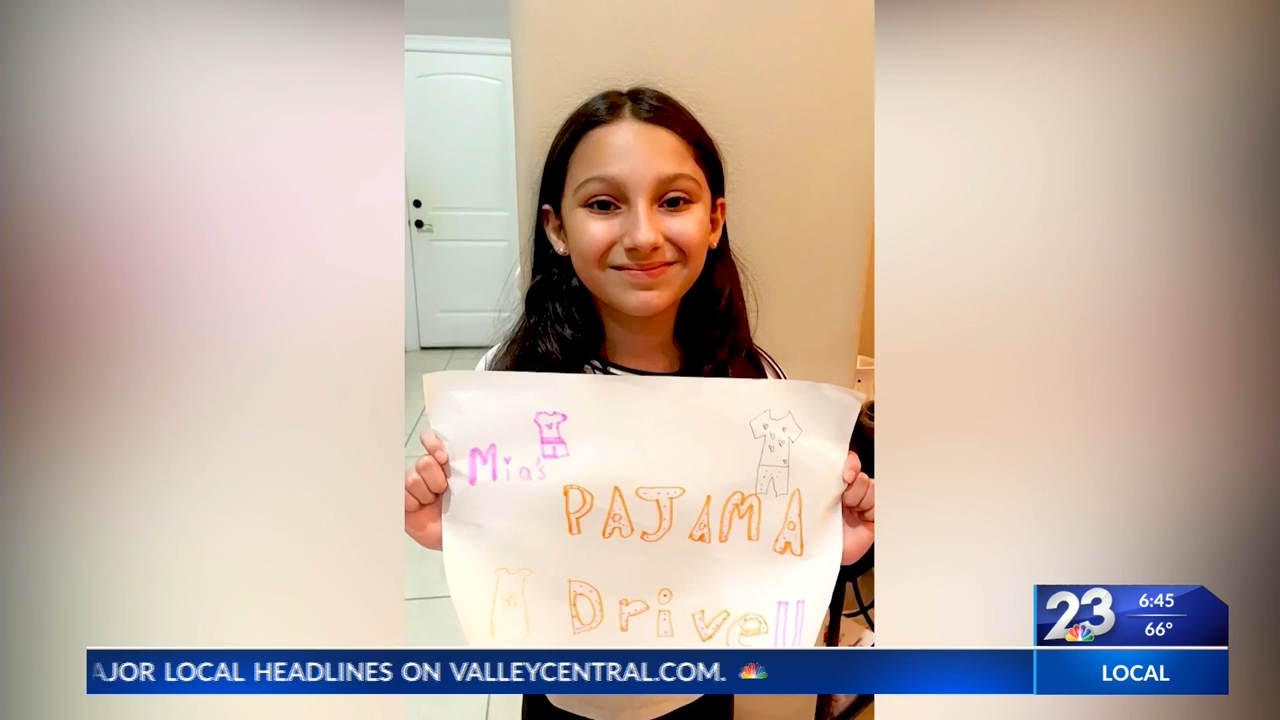 Mia's
PAJAMA
Drive!!
23
6:45
66°
AJOR LOCAL HEADLINES ON VALLEYCENTRAL.COM.
LOCAL